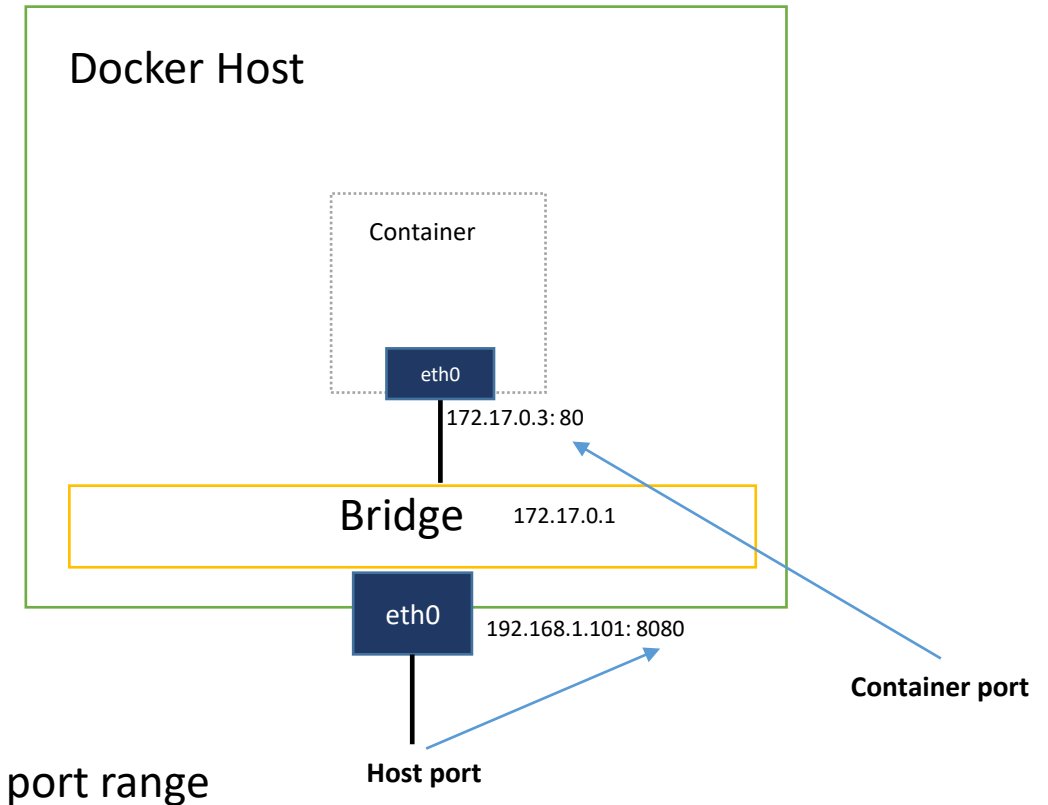 Docker Host
Container
eth0
172.17.0.3: 80
Bridge
172.17.0.1
eth0
192.168.1.101: 8080
Container port
Host port
port range